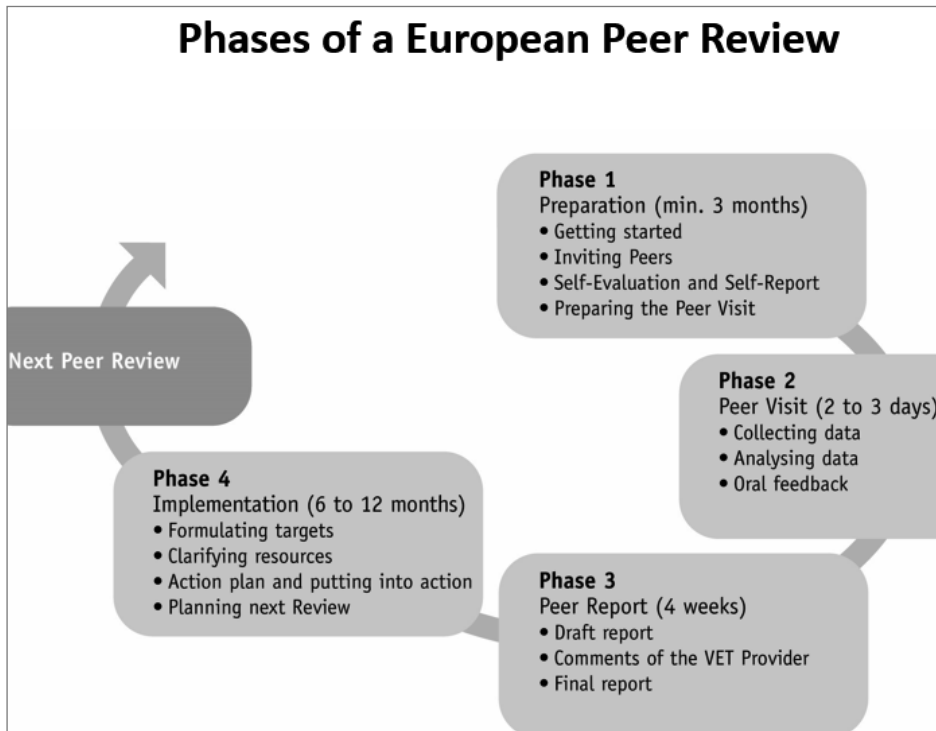 Phases of a European Peer Review
Phase 1
Preparation (min. 3 months)
• Getting started
• Inviting Peers
• Self-Evaluation and Self-Report
• Preparing the Peer Visit
Phase 2
Peer Visit (2 to 3 days)
• Collecting data
• Analysing data
• Oral feedback
Phase 3
Peer Report (4 weeks)
• Draft report
• Comments of the VET Provider
• Final report
Phase 4
Implementation (6 to 12 months)
• Formulating targets
• Clarifying resources
• Action plan and putting into action
• Planning next Review
Next Peer Review